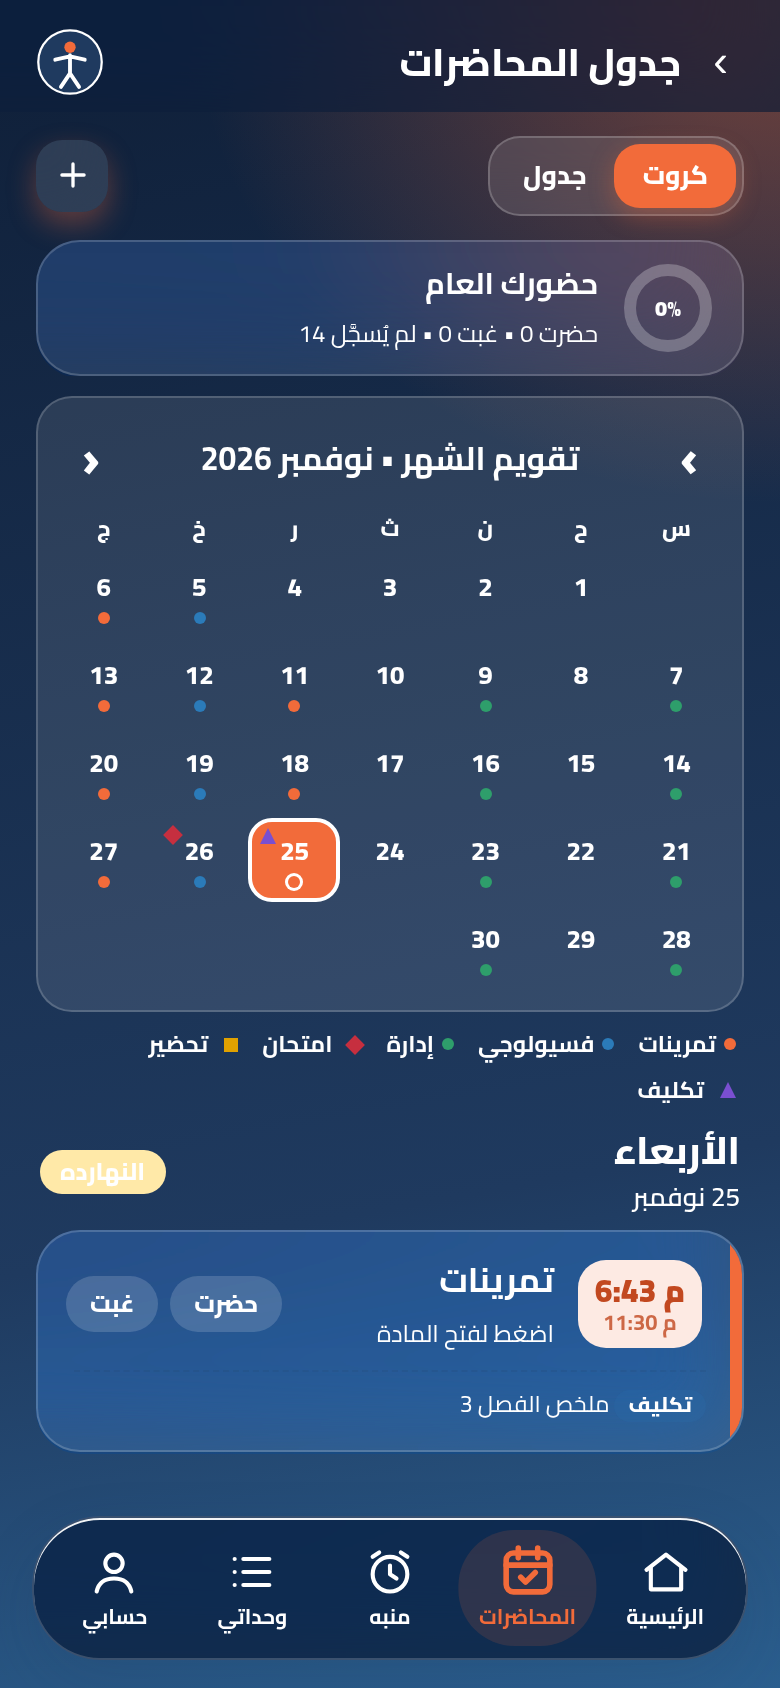 جدول المحاضرات
كروت
جدول
0%
حضورك العام
حضرت 0 • غبت 0 • لم يُسجَّل 14
تقويم الشهر • نوفمبر 2026
س ح ن ث ر خ ج
1 2 3 4 5 6
7 8 9 10 11 12 13
14 15 16 17 18 19 20
21 22 23 24 25 26 27
28 29 30
تمرينات فسيولوجي إدارة امتحان تحضير
تكليف
الأربعاء
النهارده
25 نوفمبر
6:43 م
11:30 م
تمرينات
اضغط لفتح المادة
حضرت
غبت
تكليف ملخص الفصل 3
الرئيسية المحاضرات منبه وحداتي حسابي